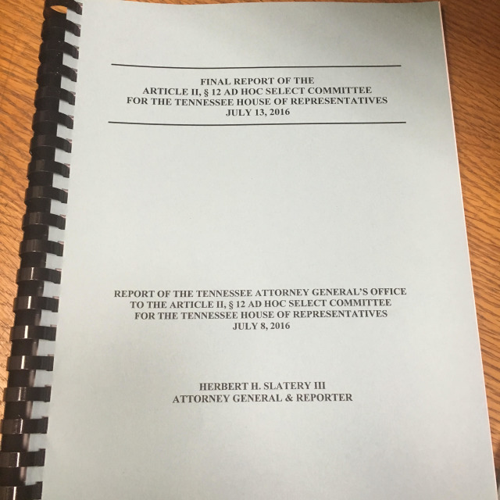 FINAL REPORT OF THE
ARTICLE II, § 12 AD HOC SELECT COMMITTEE
FOR THE TENNESSEE HOUSE OF REPRESENTATIVES
JULY 13, 2016
REPORT OF THE TENNESSEE ATTORNEY GENERAL'S OFFICE
TO THE ARTICLE II, § 12 AD HOC SELECT COMMITTEE
FOR THE TENNESSEE HOUSE OF REPRESENTATIVES
JULY 8, 2016
HERBERT H. SLATERY III
ATTORNEY GENERAL & REPORTER